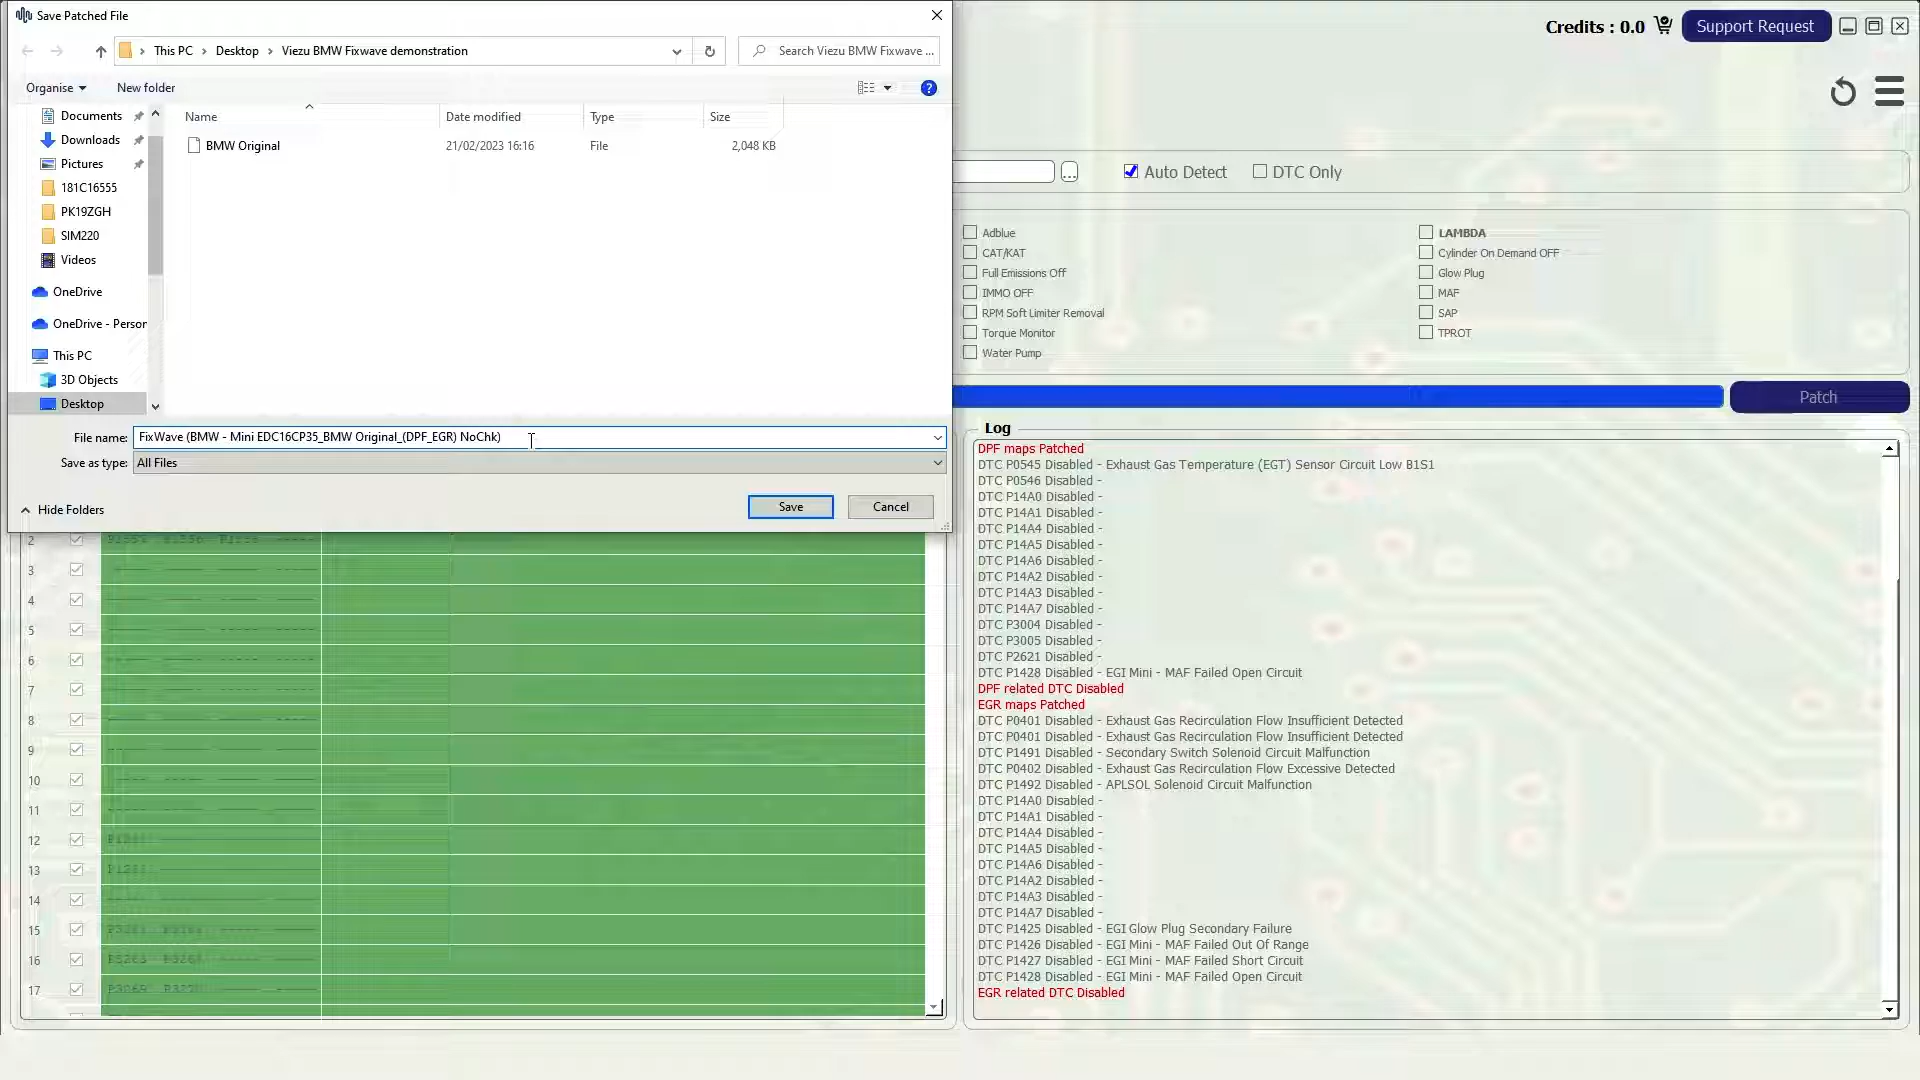 Save Patched File
This PC
Desktop
Viezu BMW Fixwave demonstration
Search Viezu BMW Fixwave ...
Organise
New folder
Name
Date modified
Type
Size
BMW Original
21/02/2023 16:16
File
2,048 KB
Documents
Downloads
Pictures
181C16555
PK19ZGH
SIM220
Videos
OneDrive
OneDrive - Person
This PC
3D Objects
Desktop
File name:
FixWave (BMW - Mini EDC16CP35_BMW Original_(DPF_EGR) NoChk)
Save as type:
All Files
Hide Folders
Save
Cancel
Credits : 0.0
Support Request
...
Auto Detect
DTC Only
Adblue
CAT/KAT
Full Emissions Off
IMMO OFF
RPM Soft Limiter Removal
Torque Monitor
Water Pump
LAMBDA
Cylinder On Demand OFF
Glow Plug
MAF
SAP
TPROT
Patch
2
3
4
5
6
7
8
9
10
11
12
13
14
15
16
17
Log
DPF maps Patched
DTC P0545 Disabled - Exhaust Gas Temperature (EGT) Sensor Circuit Low B1S1
DTC P0546 Disabled -
DTC P14A0 Disabled -
DTC P14A1 Disabled -
DTC P14A4 Disabled -
DTC P14A5 Disabled -
DTC P14A6 Disabled -
DTC P14A2 Disabled -
DTC P14A3 Disabled -
DTC P14A7 Disabled -
DTC P3004 Disabled -
DTC P3005 Disabled -
DTC P2621 Disabled -
DTC P1428 Disabled - EGI Mini - MAF Failed Open Circuit
DPF related DTC Disabled
EGR maps Patched
DTC P0401 Disabled - Exhaust Gas Recirculation Flow Insufficient Detected
DTC P0401 Disabled - Exhaust Gas Recirculation Flow Insufficient Detected
DTC P1491 Disabled - Secondary Switch Solenoid Circuit Malfunction
DTC P0402 Disabled - Exhaust Gas Recirculation Flow Excessive Detected
DTC P1492 Disabled - APLSOL Solenoid Circuit Malfunction
DTC P14A0 Disabled -
DTC P14A1 Disabled -
DTC P14A4 Disabled -
DTC P14A5 Disabled -
DTC P14A6 Disabled -
DTC P14A2 Disabled -
DTC P14A3 Disabled -
DTC P14A7 Disabled -
DTC P1425 Disabled - EGI Glow Plug Secondary Failure
DTC P1426 Disabled - EGI Mini - MAF Failed Out Of Range
DTC P1427 Disabled - EGI Mini - MAF Failed Short Circuit
DTC P1428 Disabled - EGI Mini - MAF Failed Open Circuit
EGR related DTC Disabled